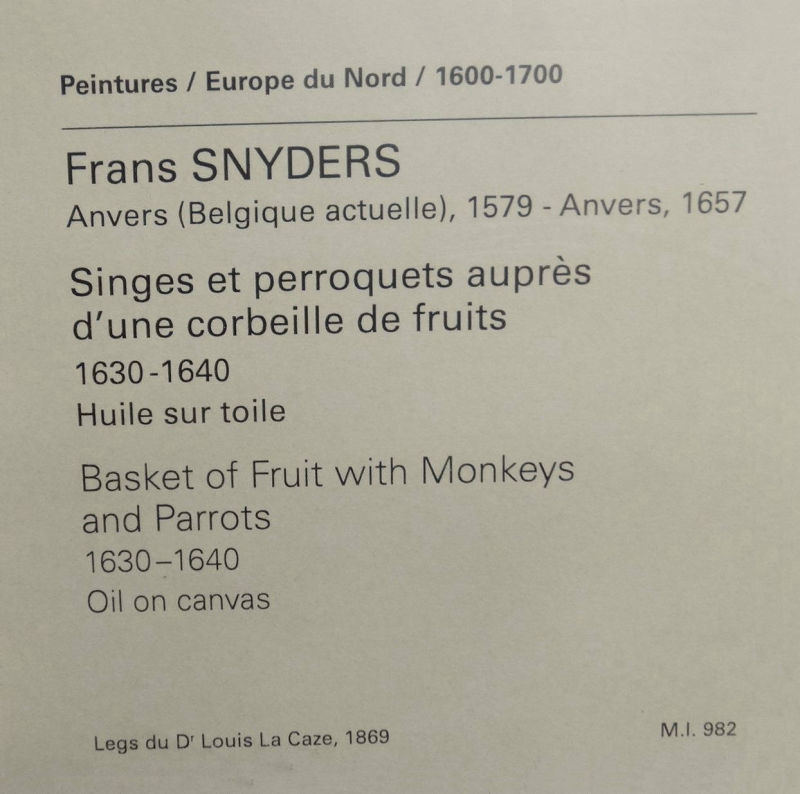 Peintures / Europe du Nord / 1600-1700
Frans SNYDERS
Anvers (Belgique actuelle), 1579 - Anvers, 1657
Singes et perroquets auprès
d'une corbeille de fruits
1630-1640
Huile sur toile
Basket of Fruit with Monkeys
and Parrots
1630–1640
Oil on canvas
Legs du Dʳ Louis La Caze, 1869
M.I. 982